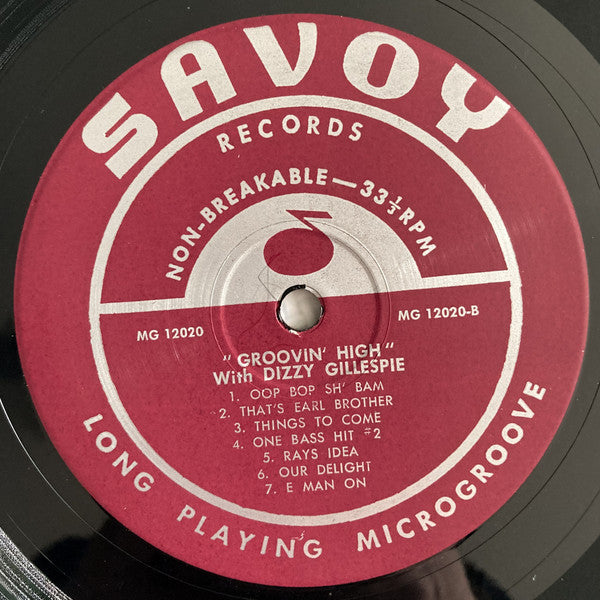 SAVOY
RECORDS
NON-BREAKABLE—33⅓RPM
MG 12020
MG 12020-B
"GROOVIN' HIGH"
With DIZZY GILLESPIE
1. OOP BOP SH' BAM
2. THAT'S EARL BROTHER
3. THINGS TO COME
4. ONE BASS HIT #2
5. RAYS IDEA
6. OUR DELIGHT
7. E MAN ON
LONG PLAYING MICROGROOVE